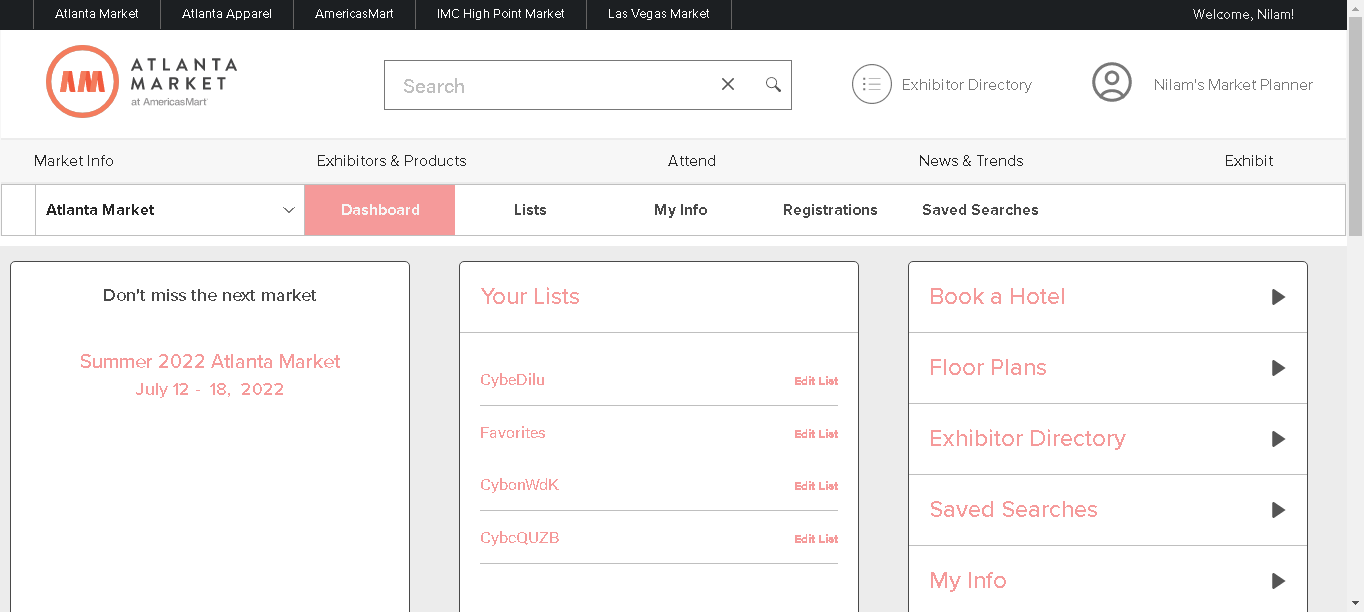 Atlanta Market
Atlanta Apparel
AmericasMart
IMC High Point Market
Las Vegas Market
Welcome, Nilam!
AM
ATLANTA
MARKET
at AmericasMart
Search
Exhibitor Directory
Nilam's Market Planner
Market Info
Exhibitors & Products
Attend
News & Trends
Exhibit
Atlanta Market
Dashboard
Lists
My Info
Registrations
Saved Searches
Don't miss the next market
Summer 2022 Atlanta Market
July 12 - 18, 2022
Your Lists
CybeDilu
Edit List
Favorites
Edit List
CybonWdK
Edit List
CybcQUZB
Edit List
Book a Hotel
Floor Plans
Exhibitor Directory
Saved Searches
My Info